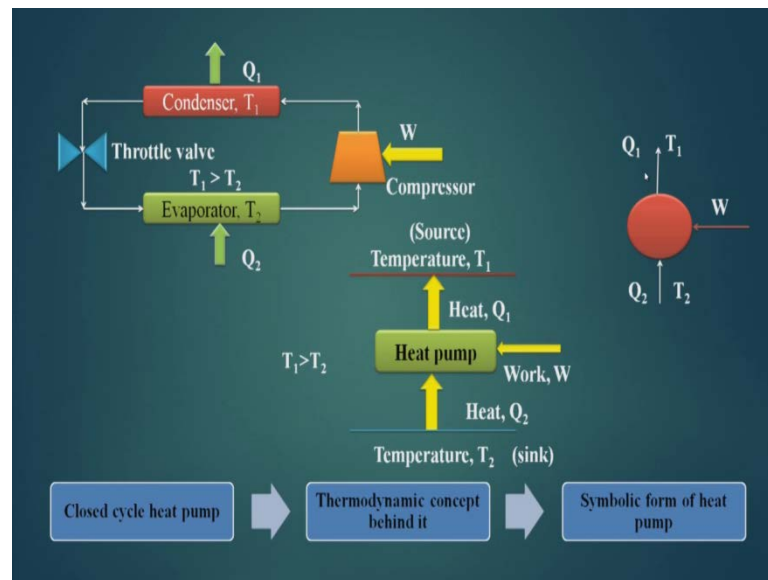 Q₁
Condenser, T₁
W
Throttle valve
T₁ > T₂
Compressor
Evaporator, T₂
Q₂
Q₁ T₁
W
Q₂ T₂
(Source)
Temperature, T₁
Heat, Q₁
T₁>T₂
Heat pump
Work, W
Heat, Q₂
Temperature, T₂ (sink)
Closed cycle heat pump
Thermodynamic concept
behind it
Symbolic form of heat
pump